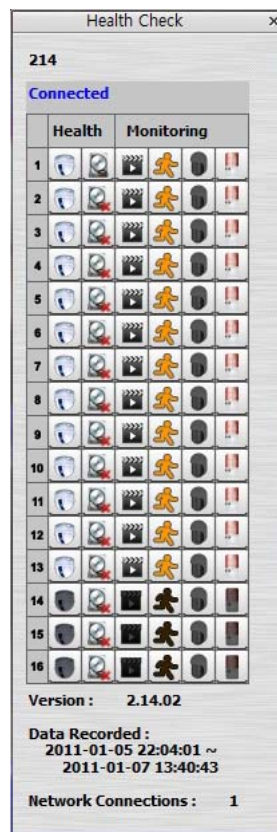 Health Check x
214
Connected
Health Monitoring
1
2
3
4
5
6
7
8
9
10
11
12
13
14
15
16
Version : 2.14.02
Data Recorded :
2011-01-05 22:04:01 ~
2011-01-07 13:40:43
Network Connections : 1